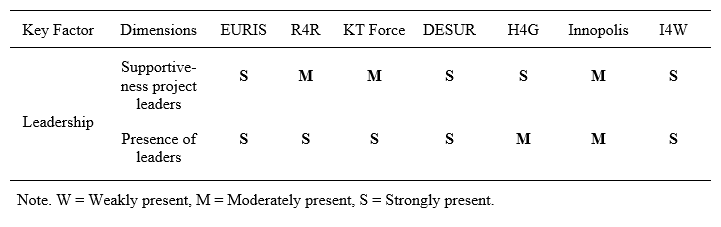 Key Factor Dimensions EURIS R4R KT Force DESUR H4G Innopolis I4W
Supportive-
ness project S M M S S M S
leaders
Leadership
Presence of S S S S M M S
leaders
Note. W = Weakly present, M = Moderately present, S = Strongly present.